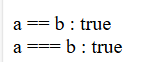 a == b : true
a === b : true